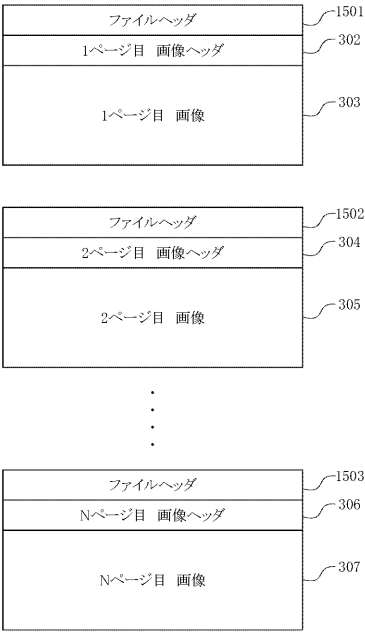 ファイルヘッダ 1501
1ページ目 画像ヘッダ 302
1ページ目 画像 303
ファイルヘッダ 1502
2ページ目 画像ヘッダ 304
2ページ目 画像 305
ファイルヘッダ 1503
Nページ目 画像ヘッダ 306
Nページ目 画像 307